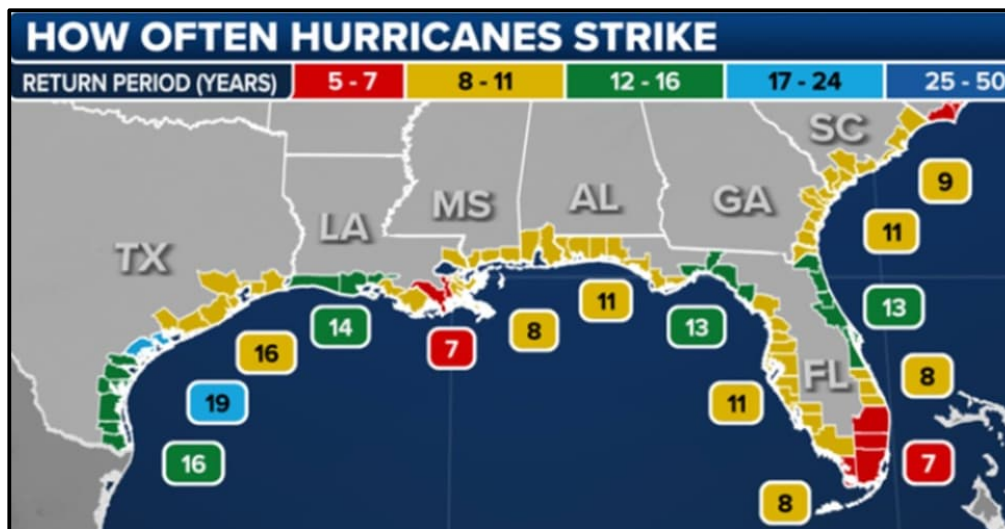 HOW OFTEN HURRICANES STRIKE
RETURN PERIOD (YEARS) 5 - 7 8 - 11 12 - 16 17 - 24 25 - 50
SC
MS AL GA 9
LA
11
TX
14 11 13 13
7 8
16
FL 8
19 11
16 7
8